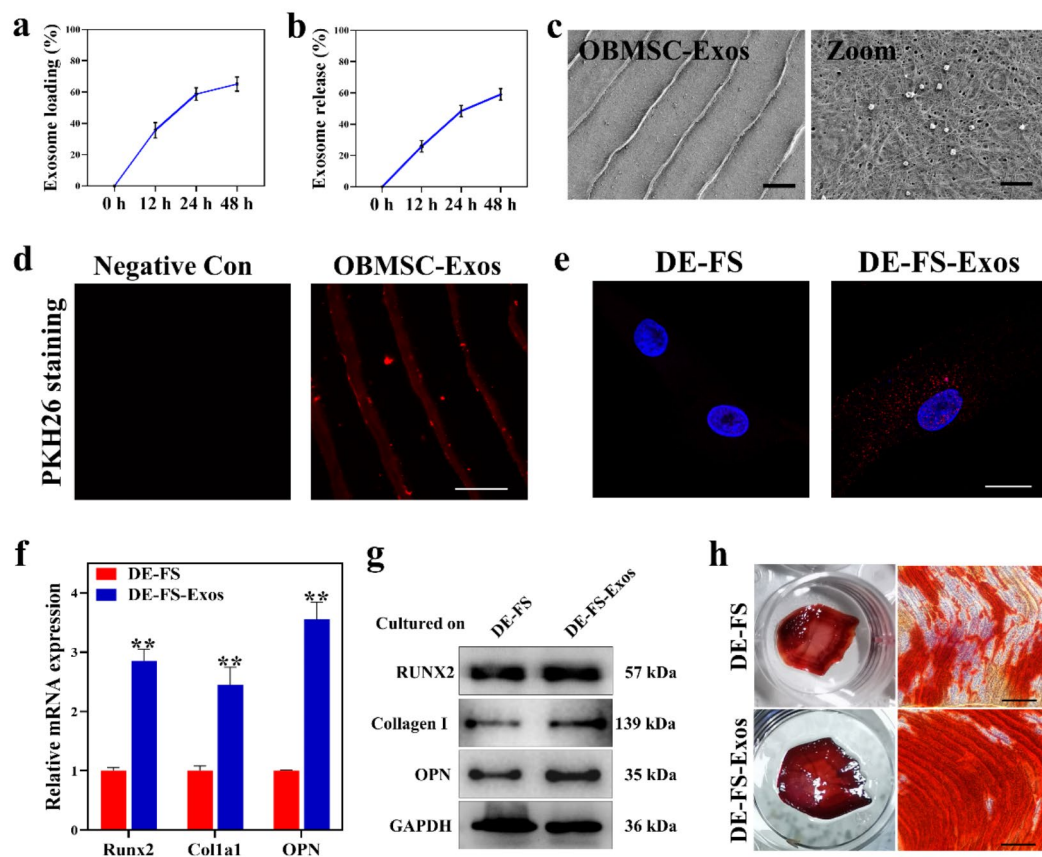 a
Exosome loading (%)
100
80
60
40
20
0
0 h 12 h 24 h 48 h
b
Exosome release (%)
100
80
60
40
20
0
0 h 12 h 24 h 48 h
c
OBMSC-Exos
Zoom
d
Negative Con
OBMSC-Exos
PKH26 staining
e
DE-FS
DE-FS-Exos
f
Relative mRNA expression
DE-FS
DE-FS-Exos
4
3
2
1
0
**
**
**
Runx2 Col1a1 OPN
g
Cultured on DE-FS DE-FS-Exos
RUNX2 57 kDa
Collagen I 139 kDa
OPN 35 kDa
GAPDH 36 kDa
h
DE-FS
DE-FS-Exos